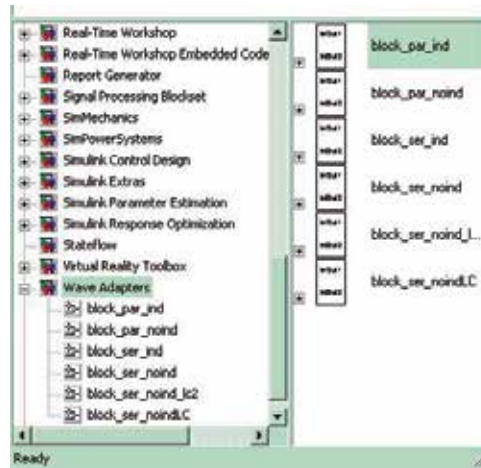 Real-Time Workshop
Real-Time Workshop Embedded Code
Report Generator
Signal Processing Blockset
SimMechanics
SimPowerSystems
Simulink Control Design
Simulink Extras
Simulink Parameter Estimation
Simulink Response Optimization
Stateflow
Virtual Reality Toolbox
Wave Adapters
block_par_ind
block_par_noind
block_ser_ind
block_ser_noind
block_ser_noind_lc2
block_ser_noindLC
block_par_ind
block_par_noind
block_ser_ind
block_ser_noind
block_ser_noind_l...
block_ser_noindLC
Ready